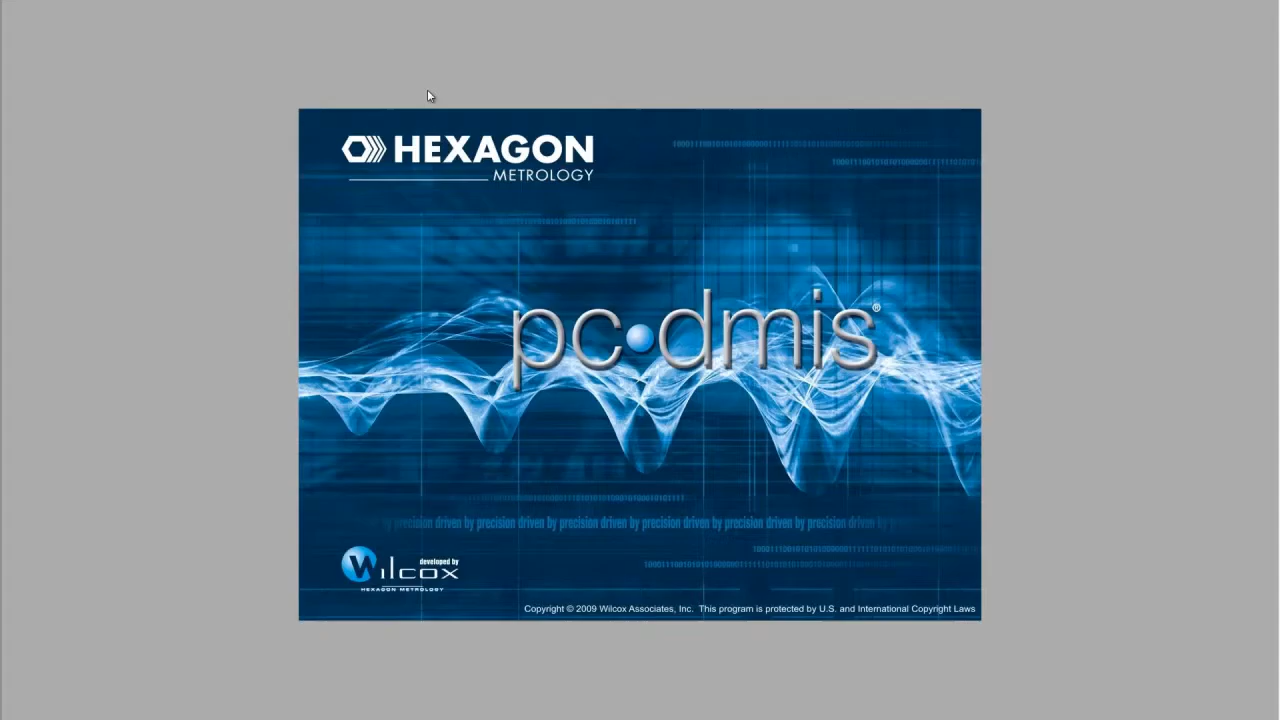 HEXAGON
METROLOGY
pc•dmis®
precision driven by precision driven by precision driven by precision driven by precision driven by precision driven by
developed by
Wilcox
HEXAGON METROLOGY
Copyright © 2009 Wilcox Associates, Inc. This program is protected by U.S. and International Copyright Laws